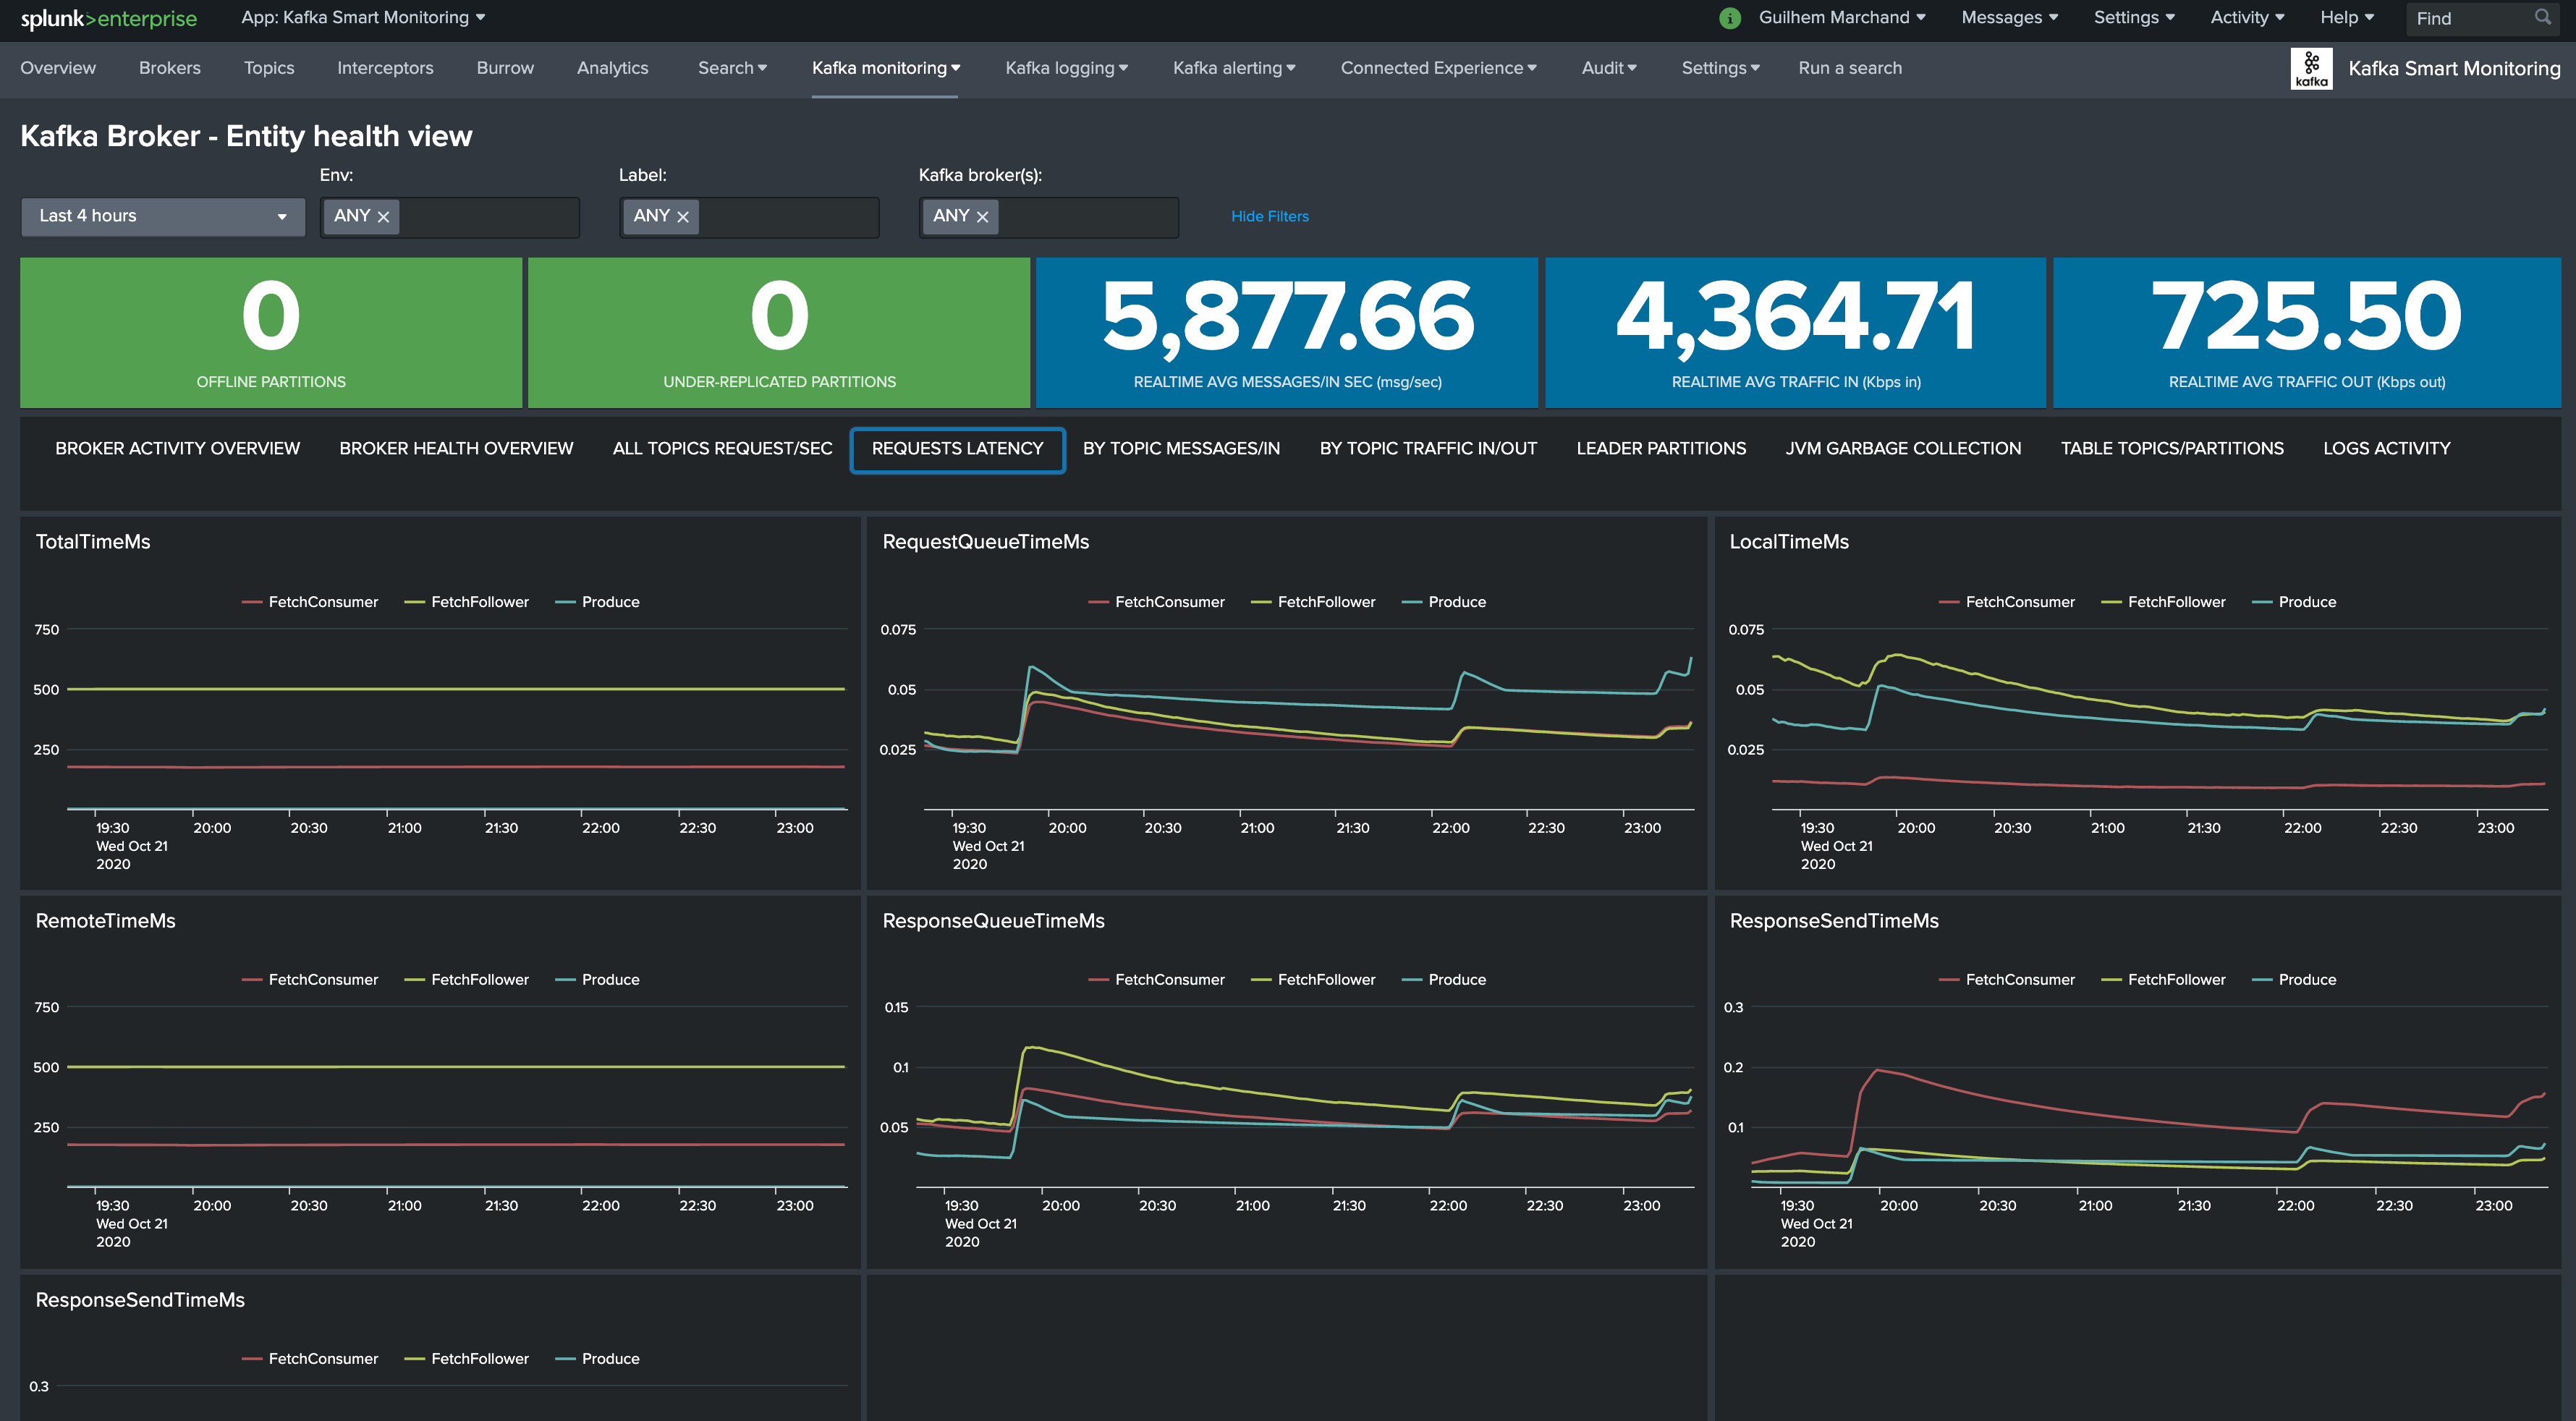 splunk>enterprise App: Kafka Smart Monitoring i Guilhem Marchand Messages Settings Activity Help Find
Overview Brokers Topics Interceptors Burrow Analytics Search Kafka monitoring Kafka logging Kafka alerting Connected Experience Audit Settings Run a search kafka Kafka Smart Monitoring
Kafka Broker - Entity health view
Env: Label: Kafka broker(s):
Last 4 hours ANY ANY ANY Hide Filters
0 0 5,877.66 4,364.71 725.50
OFFLINE PARTITIONS UNDER-REPLICATED PARTITIONS REALTIME AVG MESSAGES/IN SEC (msg/sec) REALTIME AVG TRAFFIC IN (Kbps in) REALTIME AVG TRAFFIC OUT (Kbps out)
BROKER ACTIVITY OVERVIEW BROKER HEALTH OVERVIEW ALL TOPICS REQUEST/SEC REQUESTS LATENCY BY TOPIC MESSAGES/IN BY TOPIC TRAFFIC IN/OUT LEADER PARTITIONS JVM GARBAGE COLLECTION TABLE TOPICS/PARTITIONS LOGS ACTIVITY
TotalTimeMs
FetchConsumer FetchFollower Produce
750
500
250
19:30 20:00 20:30 21:00 21:30 22:00 22:30 23:00
Wed Oct 21
2020
RequestQueueTimeMs
FetchConsumer FetchFollower Produce
0.075
0.05
0.025
19:30 20:00 20:30 21:00 21:30 22:00 22:30 23:00
Wed Oct 21
2020
LocalTimeMs
FetchConsumer FetchFollower Produce
0.075
0.05
0.025
19:30 20:00 20:30 21:00 21:30 22:00 22:30 23:00
Wed Oct 21
2020
RemoteTimeMs
FetchConsumer FetchFollower Produce
750
500
250
19:30 20:00 20:30 21:00 21:30 22:00 22:30 23:00
Wed Oct 21
2020
ResponseQueueTimeMs
FetchConsumer FetchFollower Produce
0.15
0.1
0.05
19:30 20:00 20:30 21:00 21:30 22:00 22:30 23:00
Wed Oct 21
2020
ResponseSendTimeMs
FetchConsumer FetchFollower Produce
0.3
0.2
0.1
19:30 20:00 20:30 21:00 21:30 22:00 22:30 23:00
Wed Oct 21
2020
ResponseSendTimeMs
FetchConsumer FetchFollower Produce
0.3